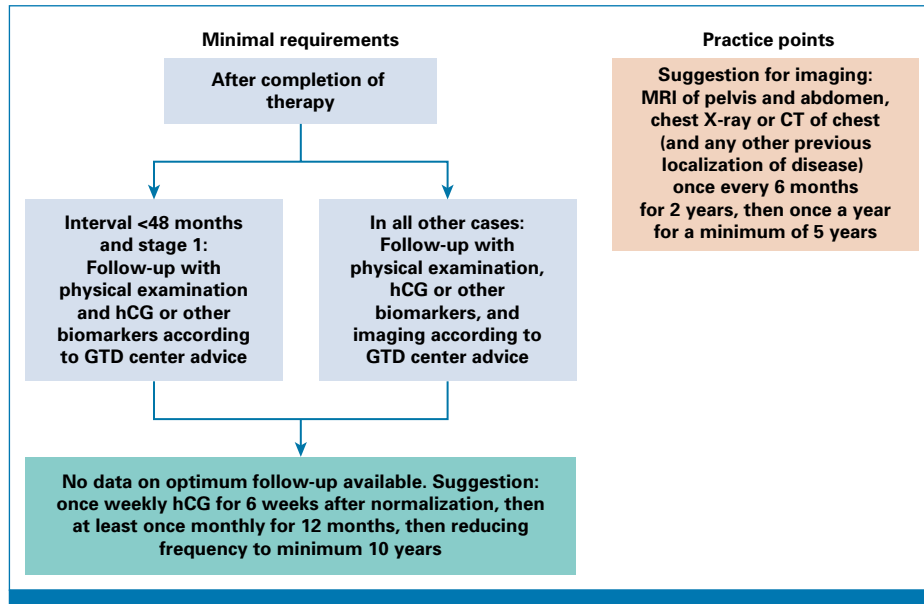 Minimal requirements
After completion of
therapy
Interval <48 months
and stage 1:
Follow-up with
physical examination
and hCG or other
biomarkers according
to GTD center advice
In all other cases:
Follow-up with
physical examination,
hCG or other
biomarkers, and
imaging according to
GTD center advice
No data on optimum follow-up available. Suggestion:
once weekly hCG for 6 weeks after normalization, then
at least once monthly for 12 months, then reducing
frequency to minimum 10 years
Practice points
Suggestion for imaging:
MRI of pelvis and abdomen,
chest X-ray or CT of chest
(and any other previous
localization of disease)
once every 6 months
for 2 years, then once a year
for a minimum of 5 years